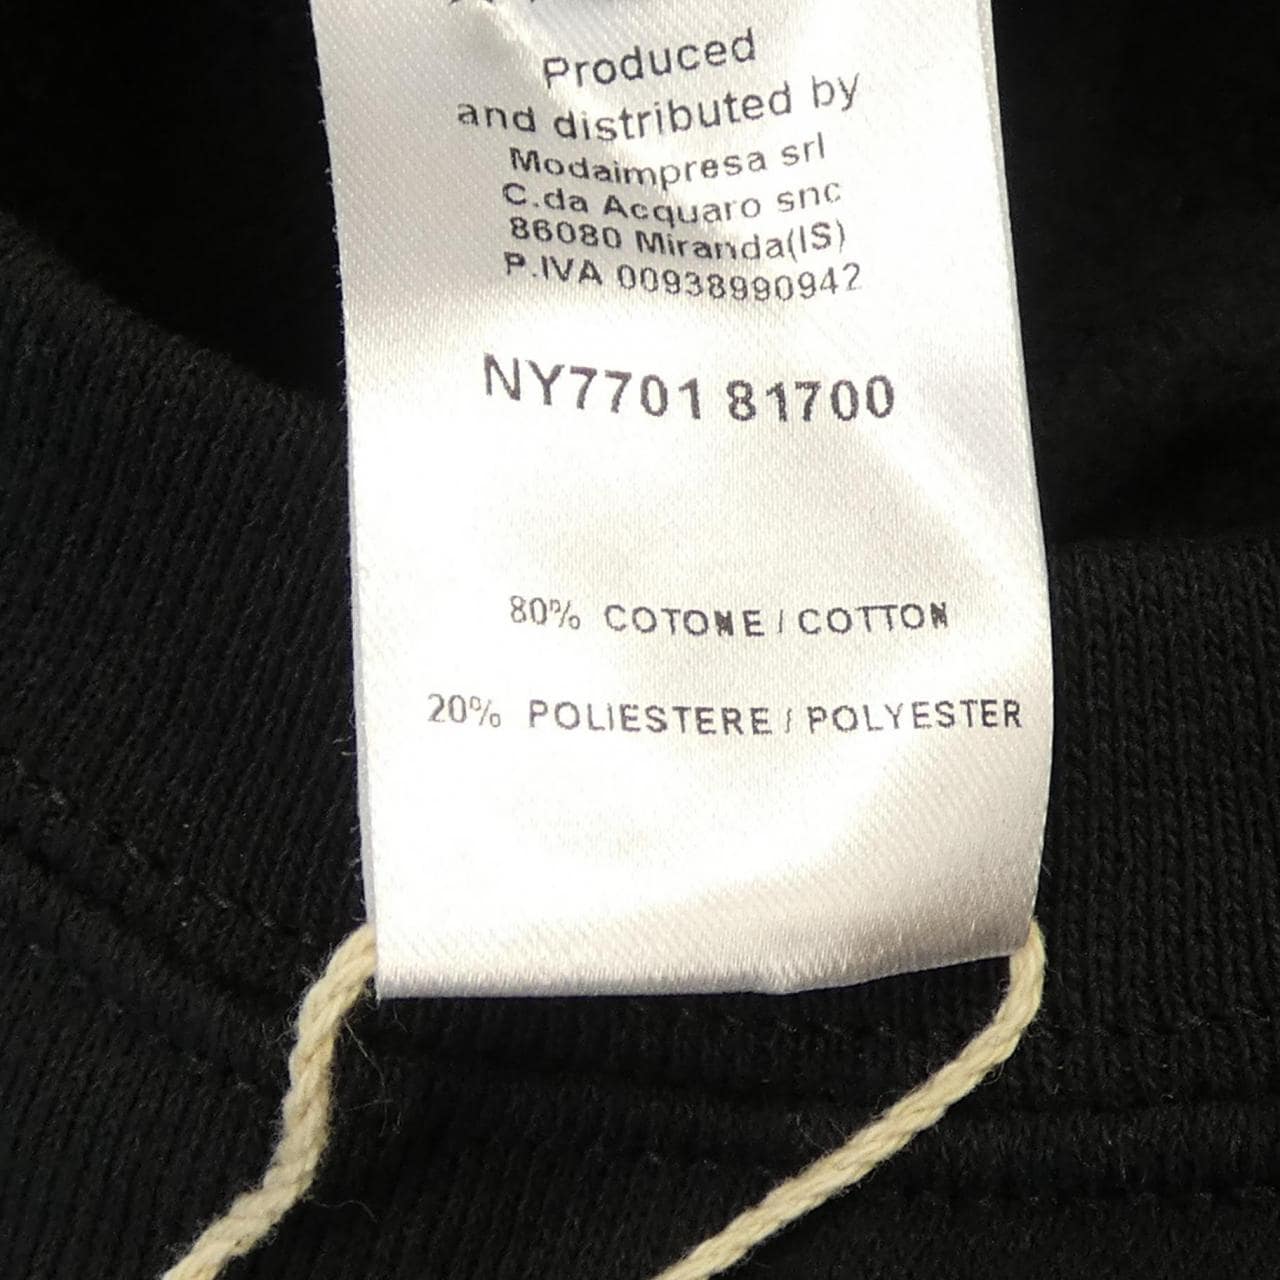 Produced
and distributed by
Modaimpresa srl
C.da Acquaro snc
86080 Miranda(IS)
P.IVA 00938990942
NY7701 81700
80% COTONE / COTTON
20% POLIESTERE / POLYESTER